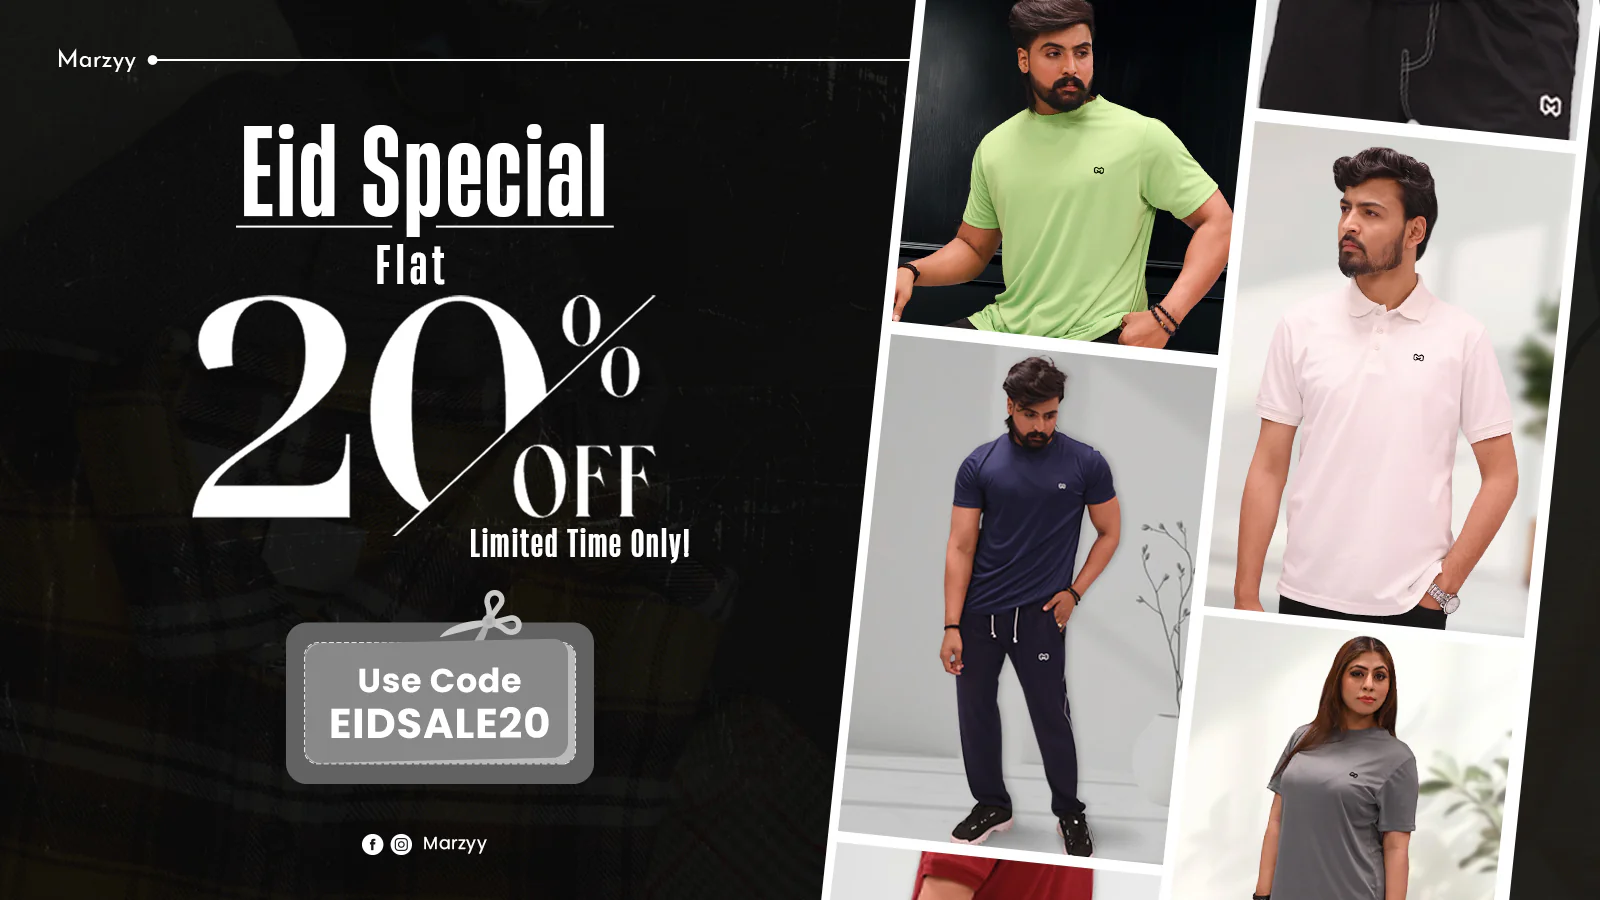 Marzyy
Eid Special
Flat
20%
OFF
Limited Time Only!
Use Code
EIDSALE20
Marzyy